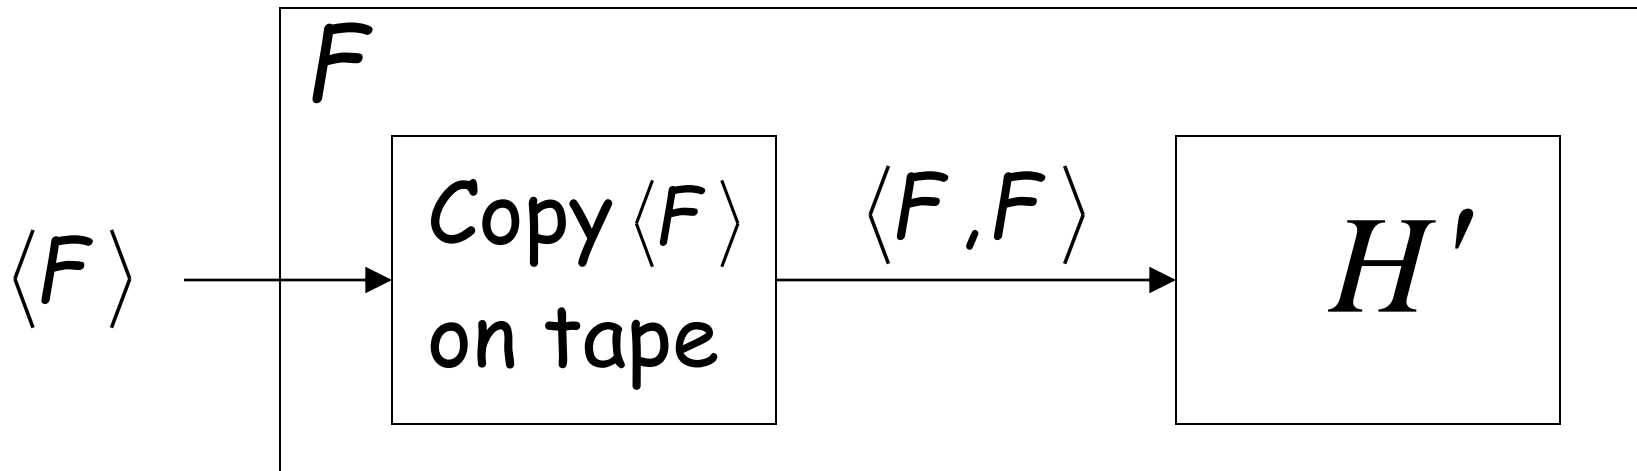 F
⟨F⟩
Copy ⟨F⟩
on tape
⟨F,F⟩
H′